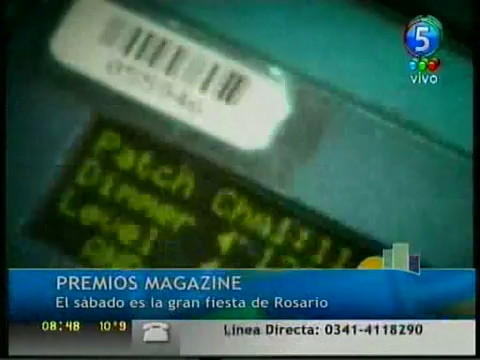 5
vivo
Patch
Dimmer
Level
PREMIOS MAGAZINE
El sábado es la gran fiesta de Rosario
08:48 10°9 Línea Directa: 0341-4118290